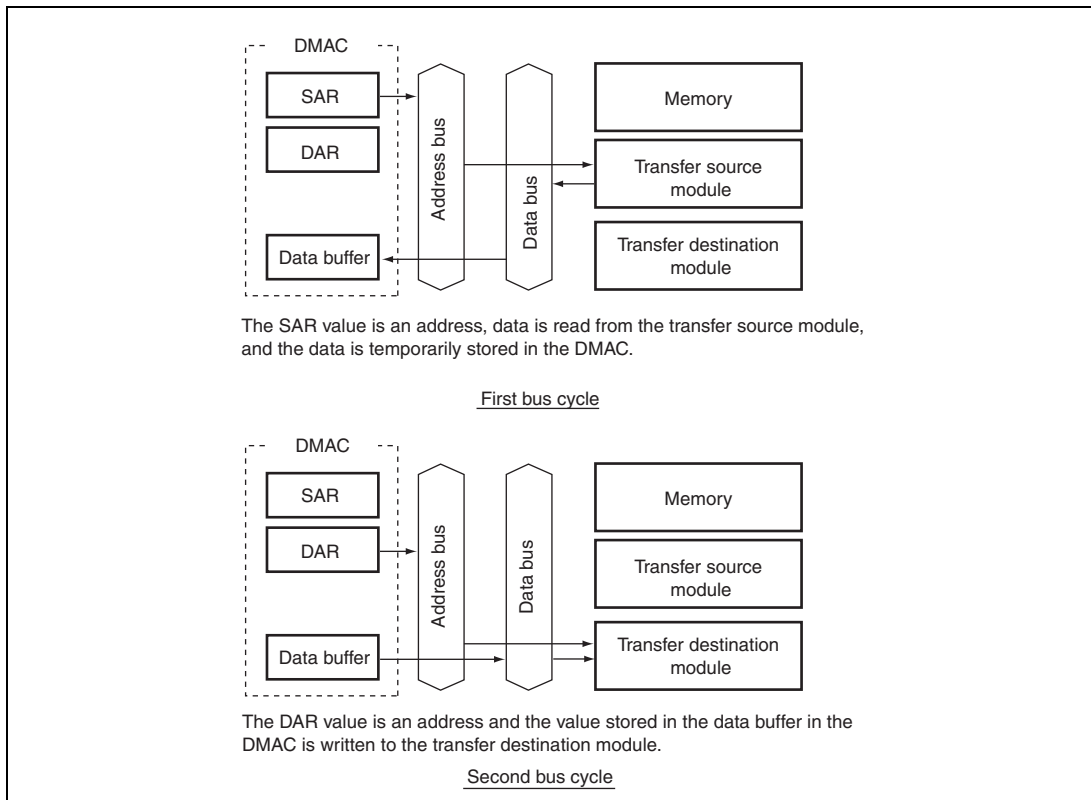 DMAC
SAR
DAR
Data buffer
Address bus
Data bus
Memory
Transfer source
module
Transfer destination
module
The SAR value is an address, data is read from the transfer source module,
and the data is temporarily stored in the DMAC.
First bus cycle
DMAC
SAR
DAR
Data buffer
Address bus
Data bus
Memory
Transfer source
module
Transfer destination
module
The DAR value is an address and the value stored in the data buffer in the
DMAC is written to the transfer destination module.
Second bus cycle